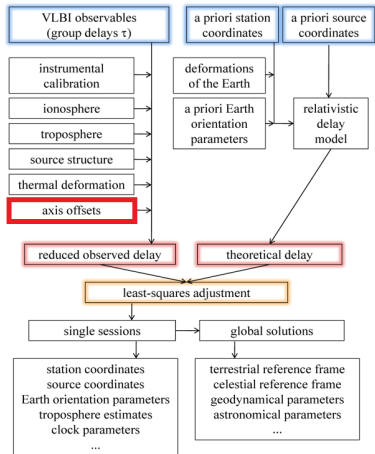 VLBI observables
(group delays τ)
a priori station
coordinates
a priori source
coordinates
instrumental
calibration
ionosphere
troposphere
source structure
thermal deformation
axis offsets
deformations
of the Earth
a priori Earth
orientation
parameters
relativistic
delay
model
reduced observed delay
theoretical delay
least-squares adjustment
single sessions
global solutions
station coordinates
source coordinates
Earth orientation parameters
troposphere estimates
clock parameters
...
terrestrial reference frame
celestial reference frame
geodynamical parameters
astronomical parameters
...